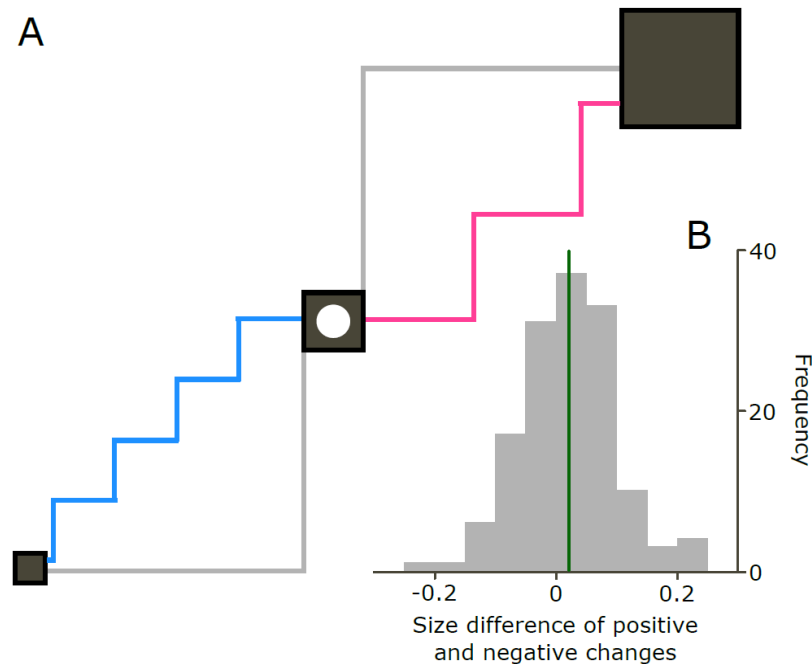 A
B
40
20
0
Frequency
-0.2
0
0.2
Size difference of positive
and negative changes